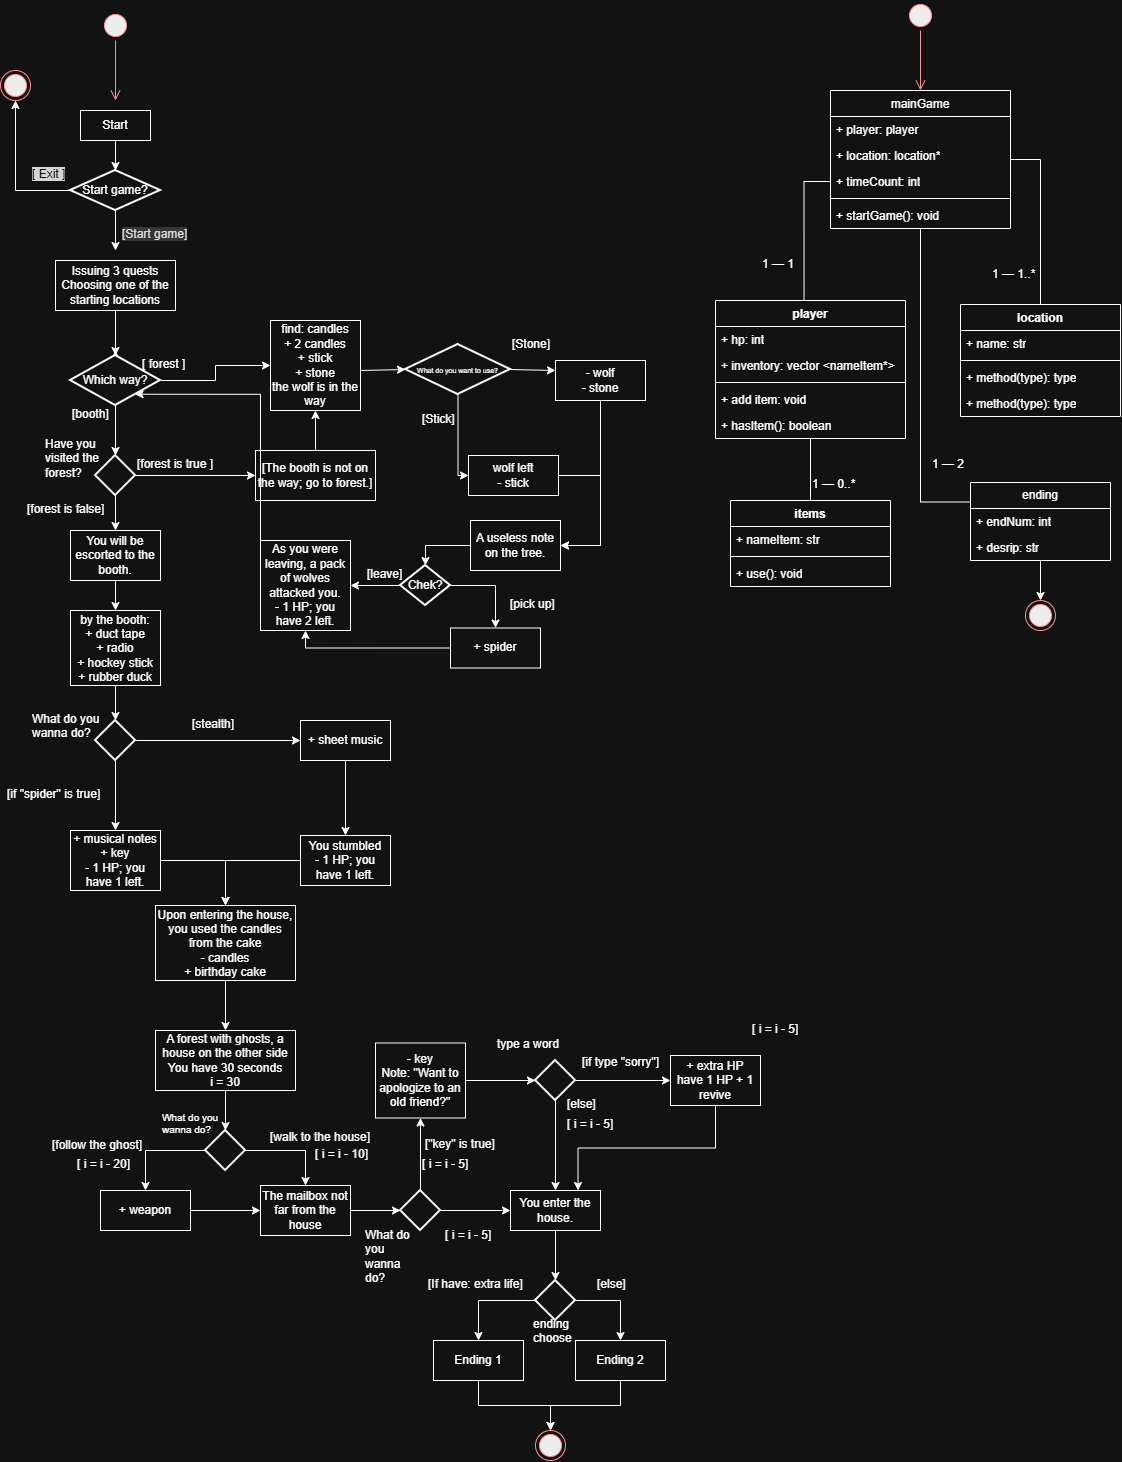 Start
[ Exit ]
Start game?
[Start game]
Issuing 3 quests
Choosing one of the
starting locations
[ forest ]
Which way?
[booth]
find: candles
+ 2 candles
+ stick
+ stone
the wolf is in the
way
What do you want to use?
[Stone]
- wolf
- stone
[Stick]
wolf left
- stick
Have you
visited the
forest?
[forest is true ]
[The booth is not on
the way; go to forest.]
[forest is false]
You will be
escorted to the
booth.
A useless note
on the tree.
Chek?
[leave]
[pick up]
As you were
leaving, a pack
of wolves
attacked you.
- 1 HP; you
have 2 left.
+ spider
by the booth:
+ duct tape
+ radio
+ hockey stick
+ rubber duck
What do you
wanna do?
[stealth]
+ sheet music
[if "spider" is true]
+ musical notes
+ key
- 1 HP; you
have 1 left.
You stumbled
- 1 HP; you
have 1 left.
Upon entering the house,
you used the candles
from the cake
- candles
+ birthday cake
A forest with ghosts, a
house on the other side
You have 30 seconds
i = 30
What do you
wanna do?
[follow the ghost]
[ i = i - 20]
[walk to the house]
[ i = i - 10]
+ weapon
The mailbox not
far from the
house
What do
you
wanna
do?
["key" is true]
[ i = i - 5]
[ i = i - 5]
- key
Note: "Want to
apologize to an
old friend?"
type a word
[if type "sorry"]
[ i = i - 5]
+ extra HP
have 1 HP + 1
revive
[else]
[ i = i - 5]
You enter the
house.
[If have: extra life]
[else]
ending
choose
Ending 1
Ending 2
mainGame
+ player: player
+ location: location*
+ timeCount: int
+ startGame(): void
1 — 1
1 — 1..*
player
+ hp: int
+ inventory: vector <nameItem*>
+ add item: void
+ hasItem(): boolean
location
+ name: str
+ method(type): type
+ method(type): type
1 — 0..*
1 — 2
items
+ nameItem: str
+ use(): void
ending
+ endNum: int
+ desrip: str